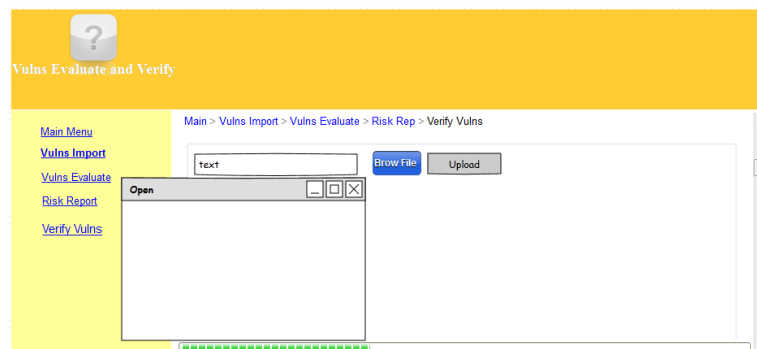 ?
Vulns Evaluate and Verify
Main > Vulns Import > Vulns Evaluate > Risk Rep > Verify Vulns
Main Menu
Vulns Import
Vulns Evaluate
Risk Report
Verify Vulns
text
Brow File
Upload
Open